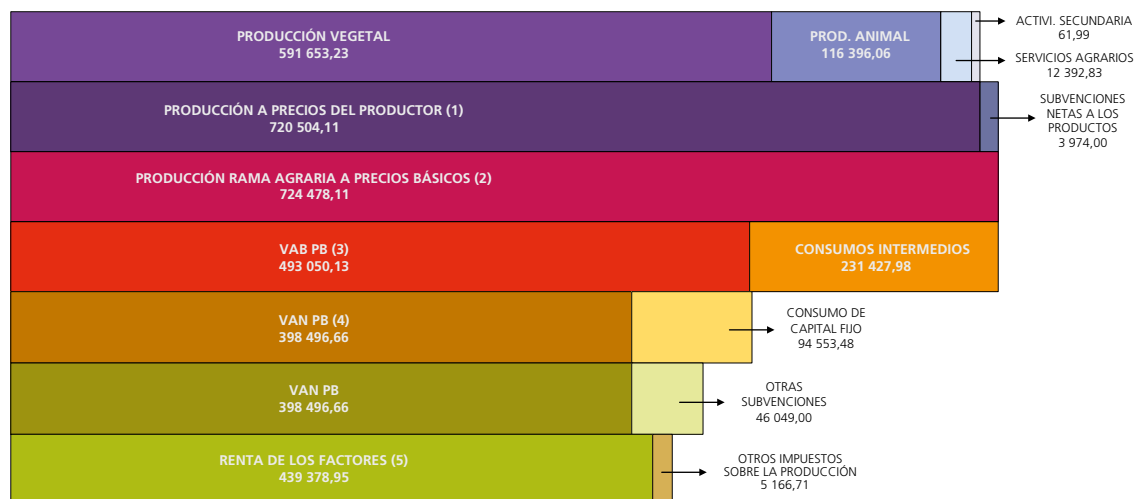 PRODUCCIÓN VEGETAL
591 653,23
PROD. ANIMAL
116 396,06
ACTIVI. SECUNDARIA
61,99
SERVICIOS AGRARIOS
12 392,83
PRODUCCIÓN A PRECIOS DEL PRODUCTOR (1)
720 504,11
SUBVENCIONES
NETAS A LOS
PRODUCTOS
3 974,00
PRODUCCIÓN RAMA AGRARIA A PRECIOS BÁSICOS (2)
724 478,11
VAB PB (3)
493 050,13
CONSUMOS INTERMEDIOS
231 427,98
VAN PB (4)
398 496,66
CONSUMO DE
CAPITAL FIJO
94 553,48
VAN PB
398 496,66
OTRAS
SUBVENCIONES
46 049,00
RENTA DE LOS FACTORES (5)
439 378,95
OTROS IMPUESTOS
SOBRE LA PRODUCCIÓN
5 166,71